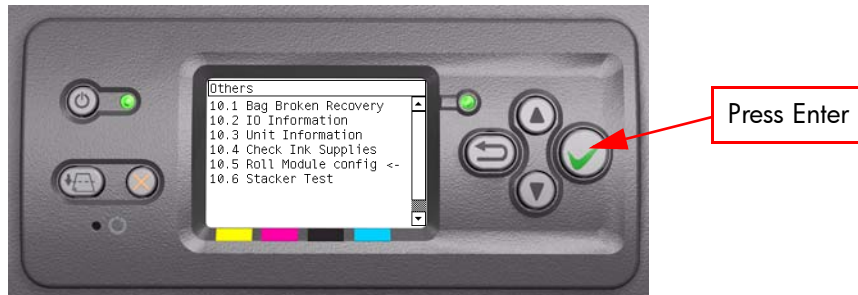 Others
10.1 Bag Broken Recovery
10.2 IO Information
10.3 Unit Information
10.4 Check Ink Supplies
10.5 Roll Module config <-
10.6 Stacker Test
Press Enter